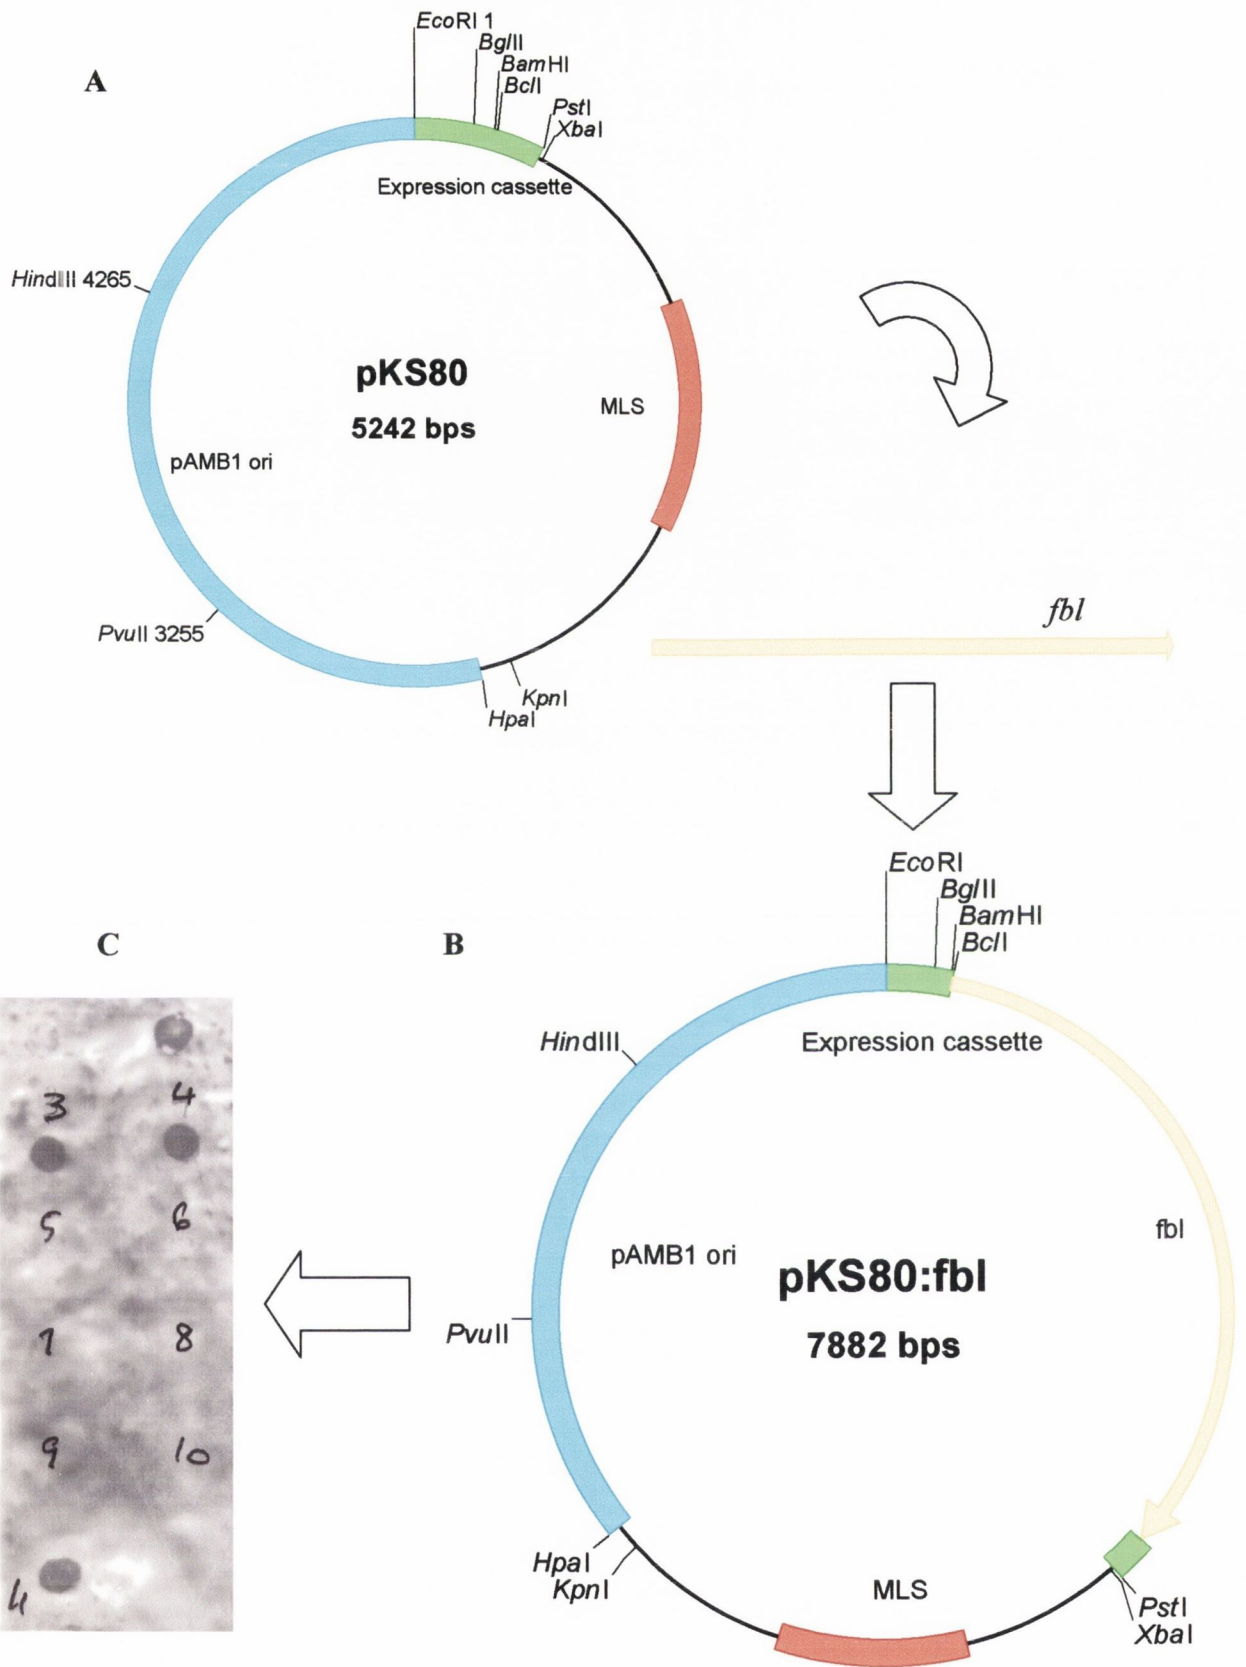 A
EcoRI 1
BglII
BamHI
BclI
PstI
XbaI
Expression cassette
HindIII 4265
pKS80
5242 bps
MLS
pAMB1 ori
PvuII 3255
KpnI
HpaI
fbl
EcoRI
BglII
BamHI
BclI
C
B
HindIII
Expression cassette
3
4
5
6
fbl
pAMB1 ori
pKS80:fbl
7882 bps
PvuII
7
8
9
10
HpaI
KpnI
MLS
PstI
XbaI
4